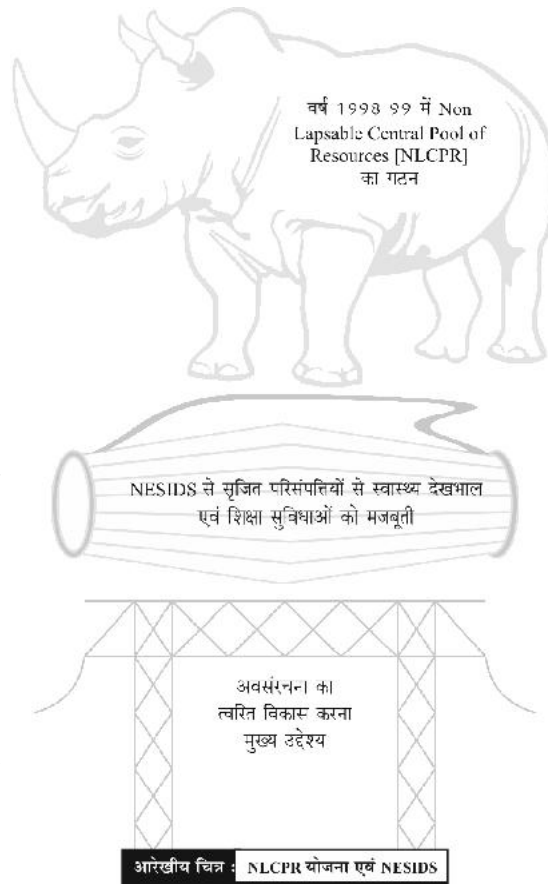 वर्ष 1998 99 में Non
Lapsable Central Pool of
Resources [NLCPR]
का गठन
NESIDS से सृजित परिसंपत्तियों से स्वास्थ्य देखभाल
एवं शिक्षा सुविधाओं को मजबूती
अवसंरचना का
त्वरित विकास करना
मुख्य उद्देश्य
आरेखीय चित्र : NLCPR योजना एवं NESIDS